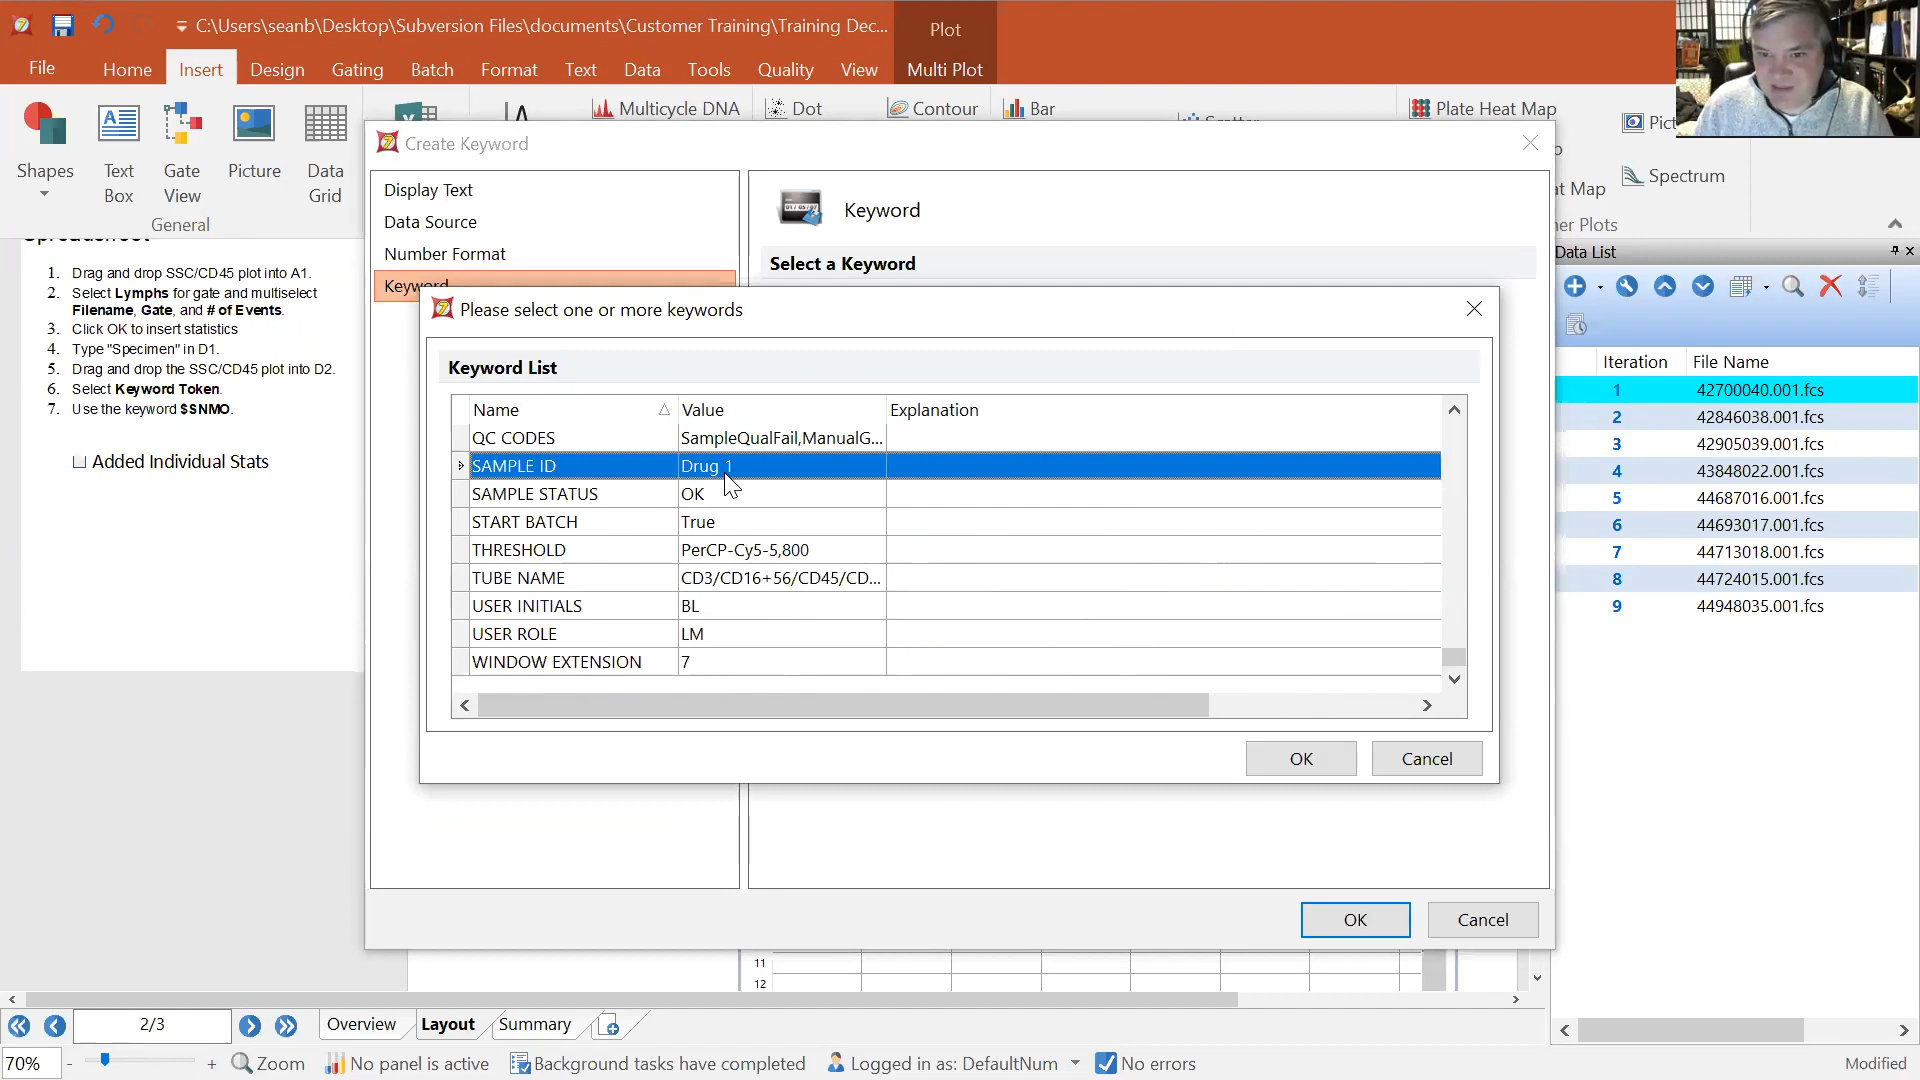 C:\Users\seanb\Desktop\Subversion Files\documents\Customer Training\Training Dec...
Plot
File Home Insert Design Gating Batch Format Text Data Tools Quality View Multi Plot
Multicycle DNA Dot Contour Bar Plate Heat Map
Shapes Text Box Gate View Picture Data Grid
General
Spectrum
Create Keyword
Display Text
Data Source
Number Format
Keyword
Keyword
Select a Keyword
1. Drag and drop SSC/CD45 plot into A1.
2. Select Lymphs for gate and multiselect
Filename, Gate, and # of Events.
3. Click OK to insert statistics
4. Type "Specimen" in D1.
5. Drag and drop the SSC/CD45 plot into D2.
6. Select Keyword Token.
7. Use the keyword $SNMO.
Added Individual Stats
Please select one or more keywords
Keyword List
Name Value Explanation
QC CODES SampleQualFail,ManualG...
SAMPLE ID Drug 1
SAMPLE STATUS OK
START BATCH True
THRESHOLD PerCP-Cy5-5,800
TUBE NAME CD3/CD16+56/CD45/CD...
USER INITIALS BL
USER ROLE LM
WINDOW EXTENSION 7
OK Cancel
OK Cancel
11
12
Data List
Iteration File Name
1 42700040.001.fcs
2 42846038.001.fcs
3 42905039.001.fcs
4 43848022.001.fcs
5 44687016.001.fcs
6 44693017.001.fcs
7 44713018.001.fcs
8 44724015.001.fcs
9 44948035.001.fcs
2/3 Overview Layout Summary
70% - + Zoom No panel is active Background tasks have completed Logged in as: DefaultNum No errors Modified